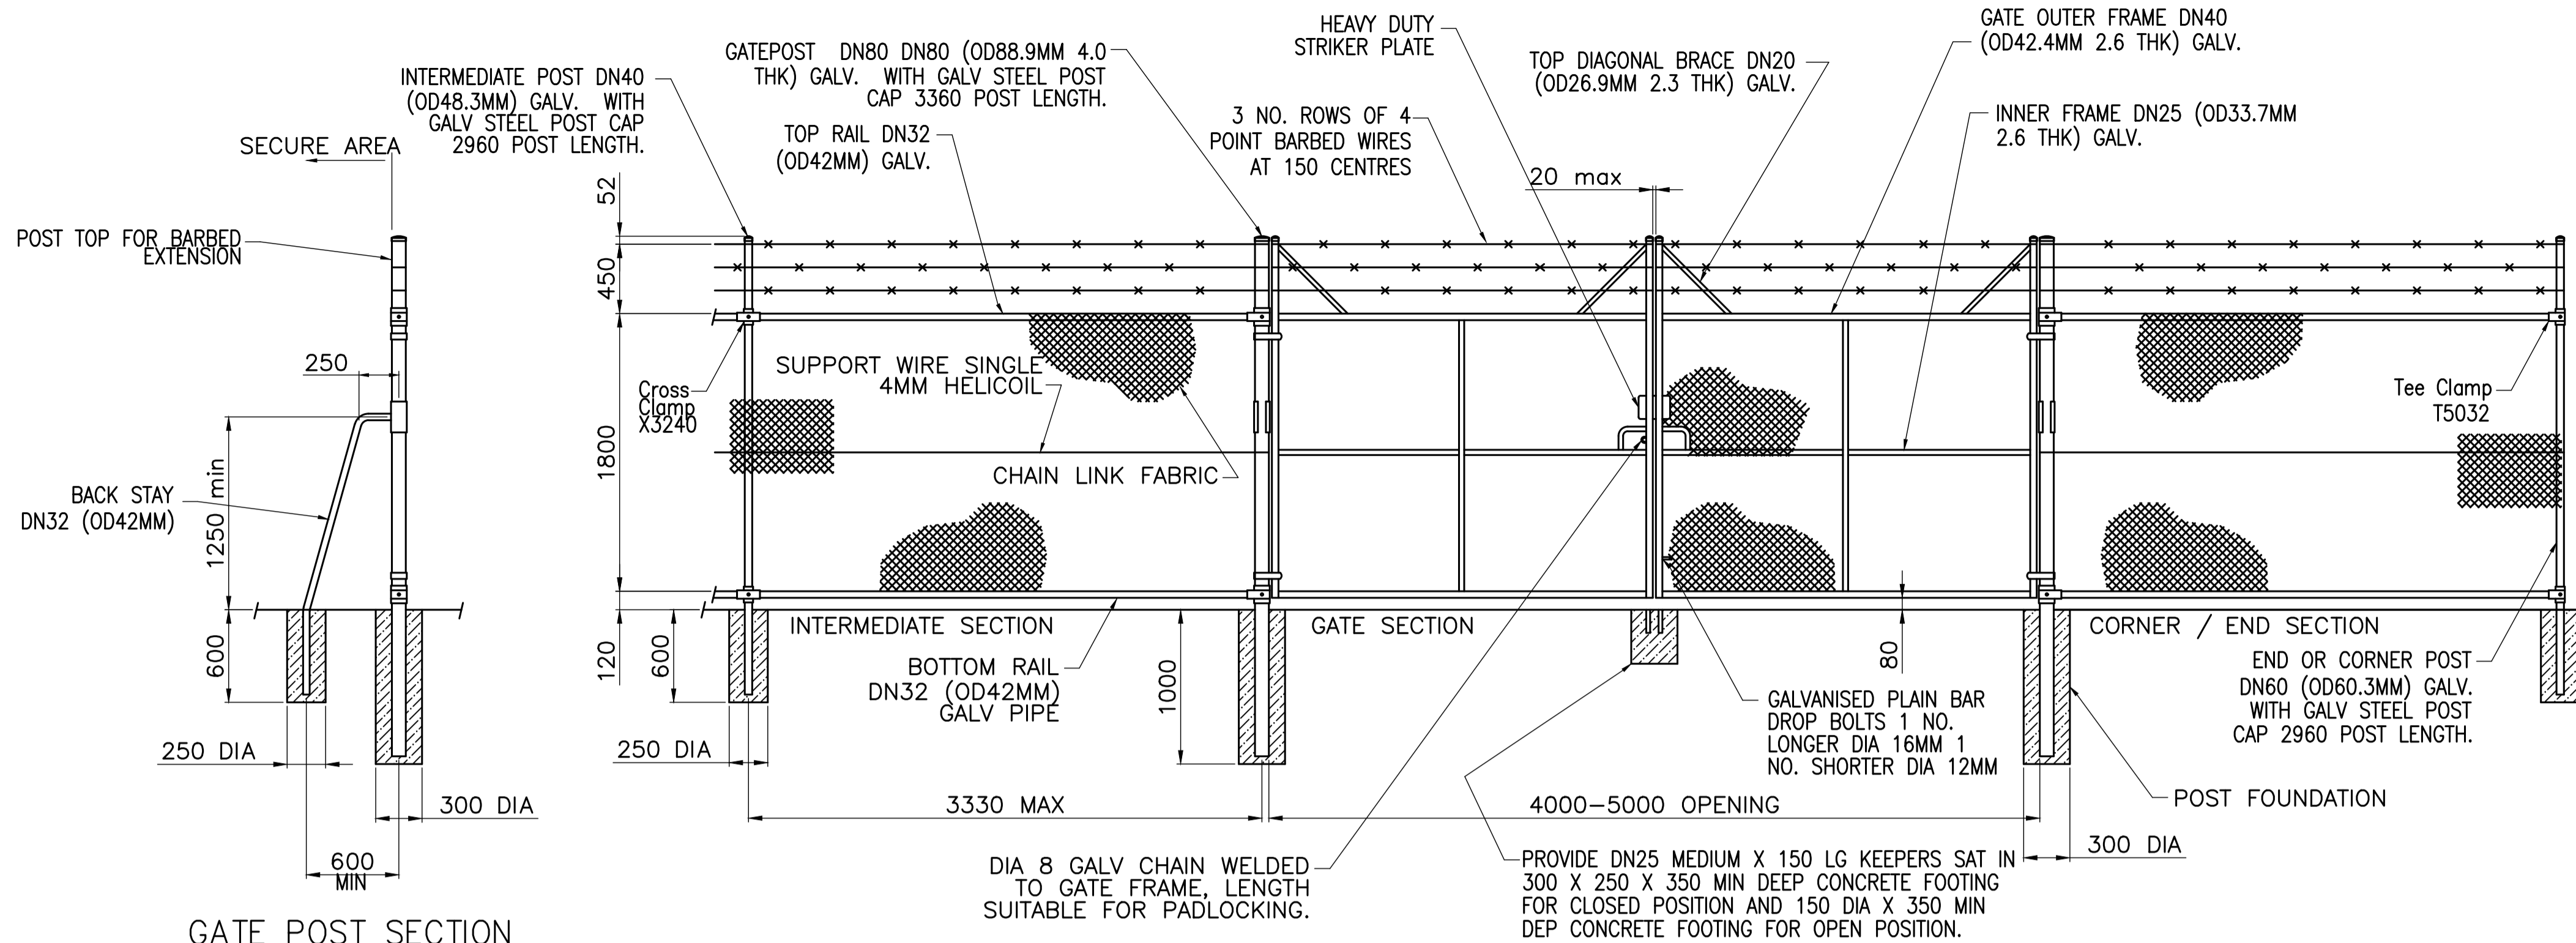 SECURE AREA
POST TOP FOR BARBED
EXTENSION
250
1250 min
BACK STAY
DN32 (OD42MM)
600
250 DIA
300 DIA
600
MIN
GATE POST SECTION
INTERMEDIATE POST DN40
(OD48.3MM) GALV. WITH
GALV STEEL POST CAP
2960 POST LENGTH.
GATEPOST DN80 DN80 (OD88.9MM 4.0
THK) GALV. WITH GALV STEEL POST
CAP 3360 POST LENGTH.
TOP RAIL DN32
(OD42MM) GALV.
HEAVY DUTY
STRIKER PLATE
3 NO. ROWS OF 4
POINT BARBED WIRES
AT 150 CENTRES
TOP DIAGONAL BRACE DN20
(OD26.9MM 2.3 THK) GALV.
GATE OUTER FRAME DN40
(OD42.4MM 2.6 THK) GALV.
INNER FRAME DN25 (OD33.7MM
2.6 THK) GALV.
20 max
52
450
1800
120
Cross
Clamp
X3240
SUPPORT WIRE SINGLE
4MM HELICOIL
CHAIN LINK FABRIC
Tee Clamp
T5032
INTERMEDIATE SECTION
GATE SECTION
CORNER / END SECTION
600
BOTTOM RAIL
DN32 (OD42MM)
GALV PIPE
1000
80
250 DIA
GALVANISED PLAIN BAR
DROP BOLTS 1 NO.
LONGER DIA 16MM 1
NO. SHORTER DIA 12MM
END OR CORNER POST
DN60 (OD60.3MM) GALV.
WITH GALV STEEL POST
CAP 2960 POST LENGTH.
3330 MAX
4000-5000 OPENING
POST FOUNDATION
300 DIA
DIA 8 GALV CHAIN WELDED
TO GATE FRAME, LENGTH
SUITABLE FOR PADLOCKING.
PROVIDE DN25 MEDIUM X 150 LG KEEPERS SAT IN
300 X 250 X 350 MIN DEEP CONCRETE FOOTING
FOR CLOSED POSITION AND 150 DIA X 350 MIN
DEP CONCRETE FOOTING FOR OPEN POSITION.